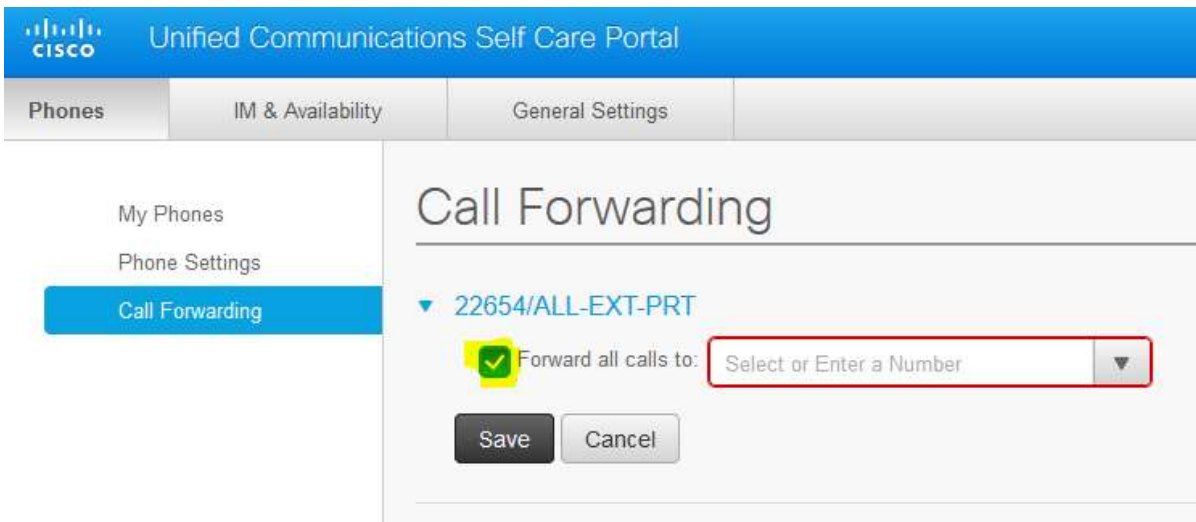 CISCO Unified Communications Self Care Portal
Phones IM & Availability General Settings
My Phones
Phone Settings
Call Forwarding
Call Forwarding
22654/ALL-EXT-PRT
Forward all calls to: Select or Enter a Number
Save Cancel